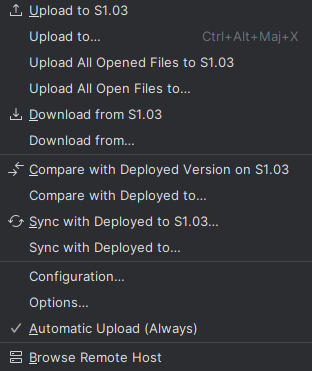 Upload to S1.03
Upload to... Ctrl+Alt+Maj+X
Upload All Opened Files to S1.03
Upload All Open Files to...
Download from S1.03
Download from...
Compare with Deployed Version on S1.03
Compare with Deployed to...
Sync with Deployed to S1.03...
Sync with Deployed to...
Configuration...
Options...
Automatic Upload (Always)
Browse Remote Host